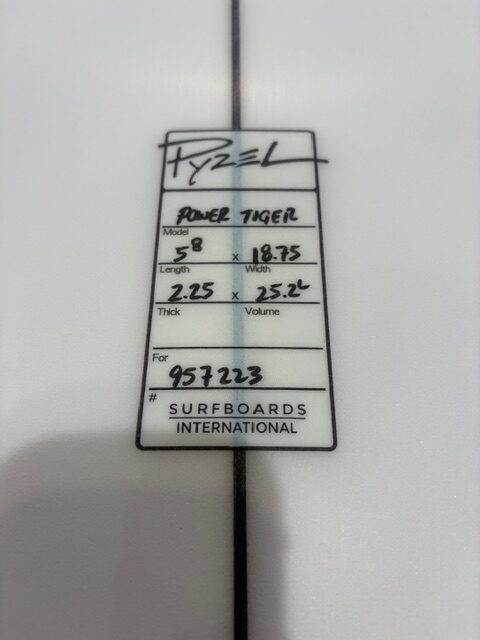 PYZEL
POWER TIGER
Model
5⁸ x 18.75
Length Width
2.25 x 25.2ᴸ
Thick Volume
For
957223
#
SURFBOARDS
INTERNATIONAL